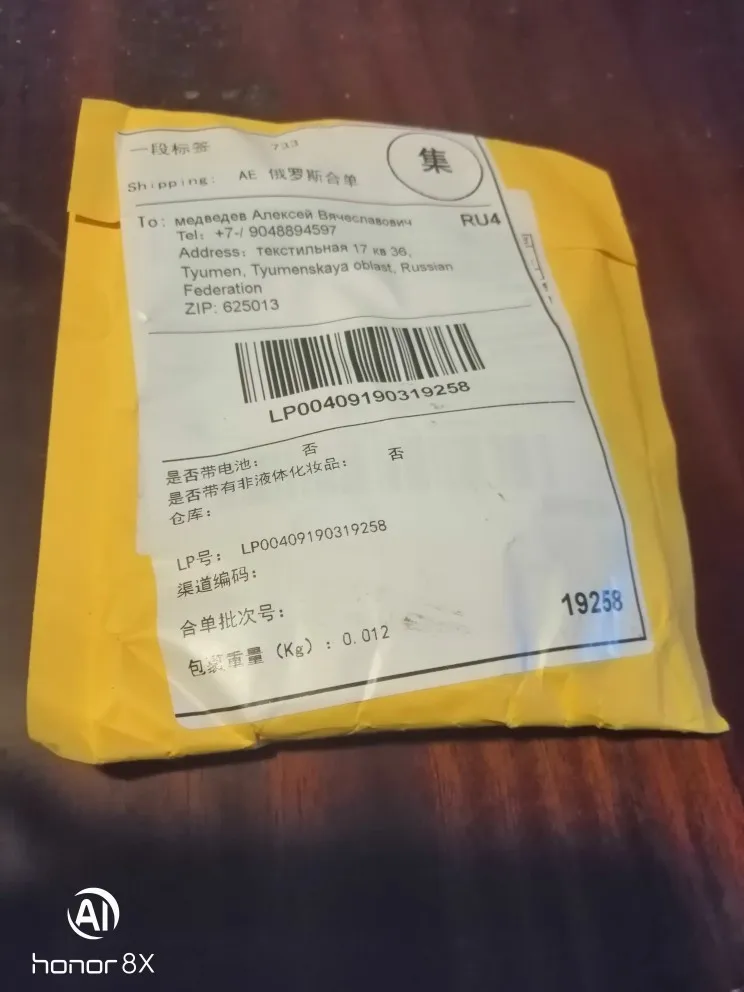 一段标签 733
集
Shipping: AE 俄罗斯合单
To: медведев Алексей Вячеславович RU4
Tel: +7-/ 9048894597
Address: текстильная 17 кв 36,
Tyumen, Tyumenskaya oblast, Russian
Federation
ZIP: 625013
LP00409190319258
是否带电池: 否
是否带有非液体化妆品: 否
仓库:
LP号: LP00409190319258
渠道编码:
合单批次号:
19258
包装重量 (Kg) : 0.012
AI
honor 8X